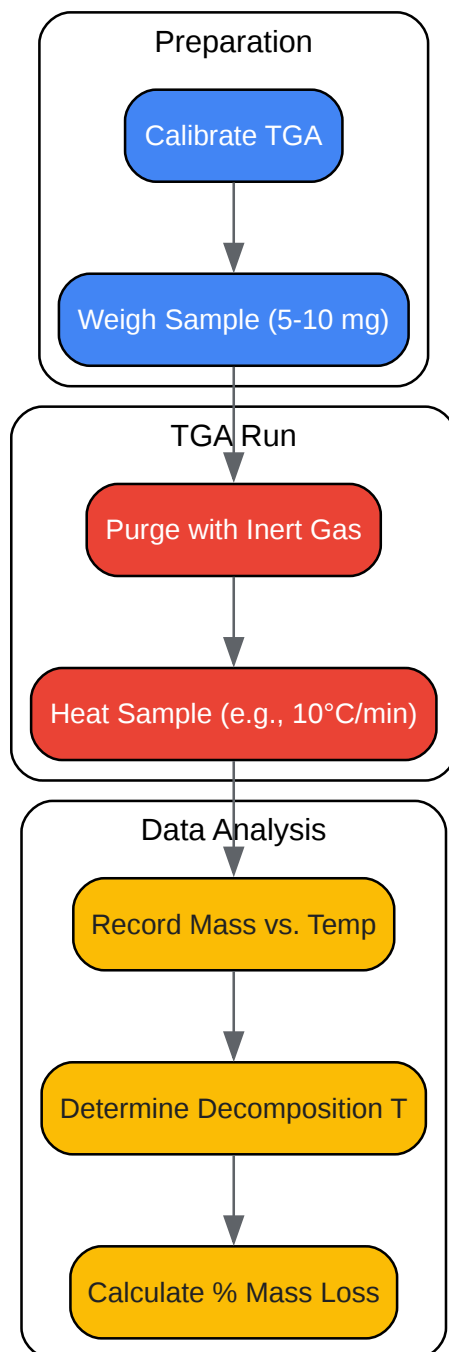 Preparation
Calibrate TGA
Weigh Sample (5-10 mg)
TGA Run
Purge with Inert Gas
Heat Sample (e.g., 10°C/min)
Data Analysis
Record Mass vs. Temp
Determine Decomposition T
Calculate % Mass Loss